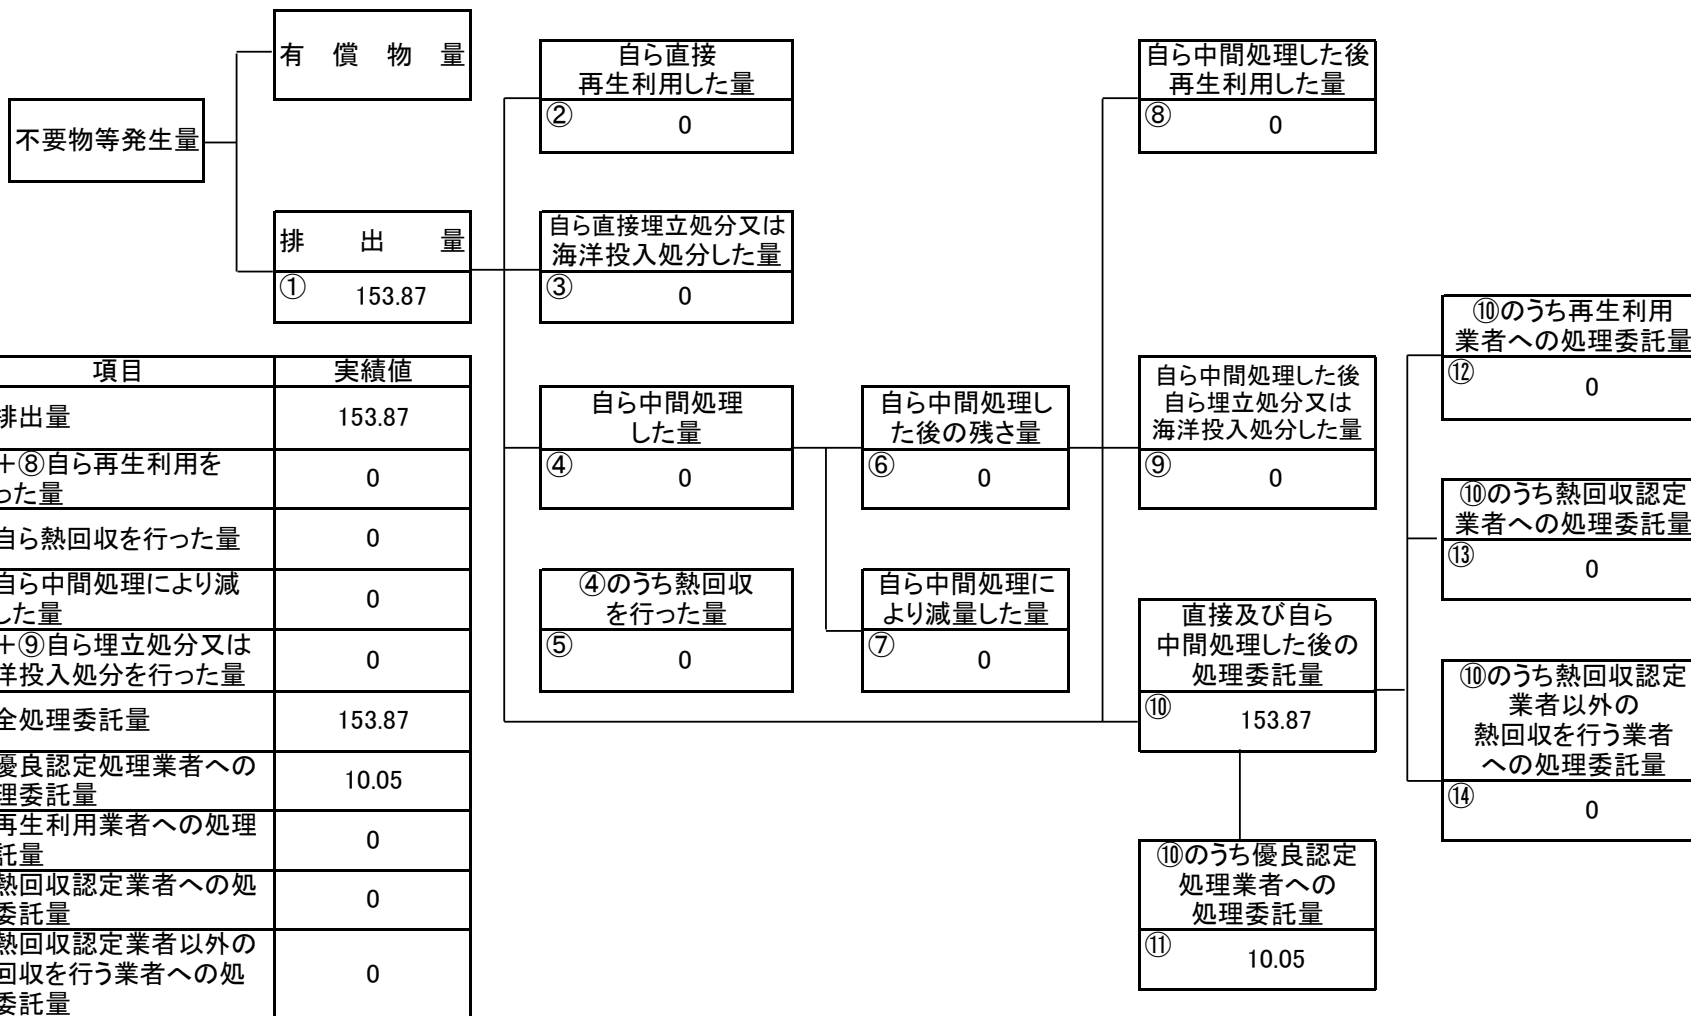 有償物量
不要物等発生量
排出量
① 153.87
自ら直接
再生利用した量
② 0
自ら直接埋立処分又は
海洋投入処分した量
③ 0
自ら中間処理
した量
④ 0
④のうち熱回収
を行った量
⑤ 0
自ら中間処理し
た後の残さ量
⑥ 0
自ら中間処理に
より減量した量
⑦ 0
自ら中間処理した後
再生利用した量
⑧ 0
自ら中間処理した後
自ら埋立処分又は
海洋投入処分した量
⑨ 0
直接及び自ら
中間処理した後の
処理委託量
⑩ 153.87
⑩のうち優良認定
処理業者への
処理委託量
⑪ 10.05
⑩のうち再生利用
業者への処理委託量
⑫ 0
⑩のうち熱回収認定
業者への処理委託量
⑬ 0
⑩のうち熱回収認定
業者以外の
熱回収を行う業者
への処理委託量
⑭ 0
項目 実績値
排出量 153.87
+⑧自ら再生利用を
った量 0
自ら熱回収を行った量 0
自ら中間処理により減
した量 0
+⑨自ら埋立処分又は
洋投入処分を行った量 0
全処理委託量 153.87
優良認定処理業者への
理委託量 10.05
再生利用業者への処理
託量 0
熱回収認定業者への処
委託量 0
熱回収認定業者以外の
回収を行う業者への処
委託量 0